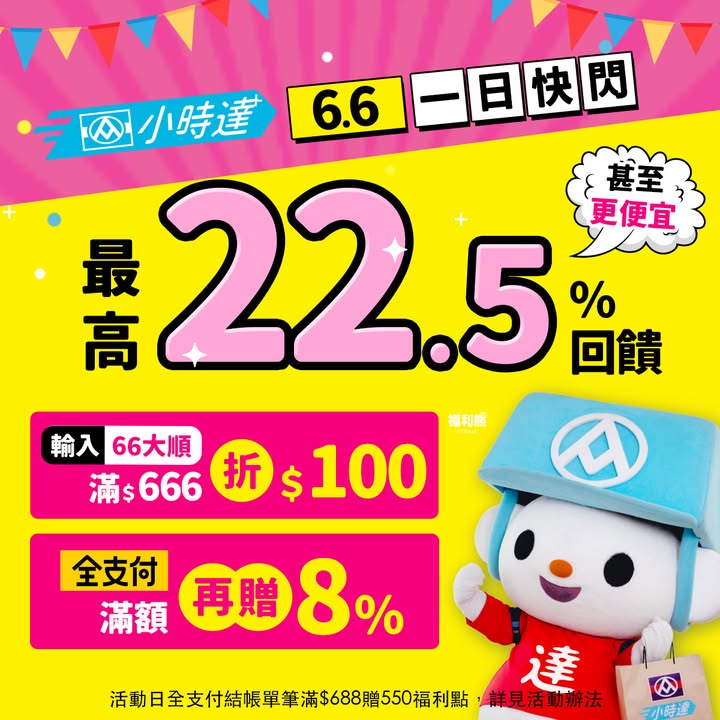 小時達+
6.6 一日快閃
甚至
更便宜
最高22.5%回饋
福利熊
輸入 66大順
滿$666 折$100
全支付
滿額 再贈8%
達
小時達
活動日全支付結帳單筆滿$688贈550福利點，詳見活動辦法